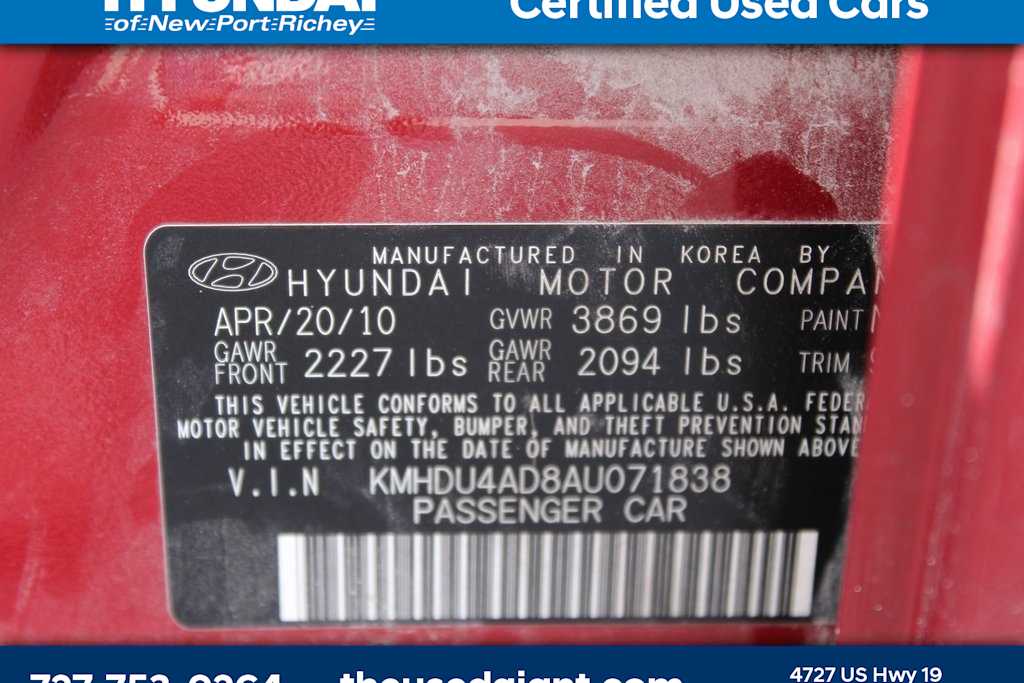 HYUNDAI
of New Port Richey
Certified Used Cars
MANUFACTURED IN KOREA BY
HYUNDAI MOTOR COMPAN
APR/20/10 GVWR 3869 lbs PAINT
GAWR FRONT 2227 lbs GAWR REAR 2094 lbs TRIM
THIS VEHICLE CONFORMS TO ALL APPLICABLE U.S.A. FEDER
MOTOR VEHICLE SAFETY, BUMPER, AND THEFT PREVENTION STAN
IN EFFECT ON THE DATE OF MANUFACTURE SHOWN ABOVE
V.I.N KMHDU4AD8AU071838
PASSENGER CAR
4727 US Hwy 19